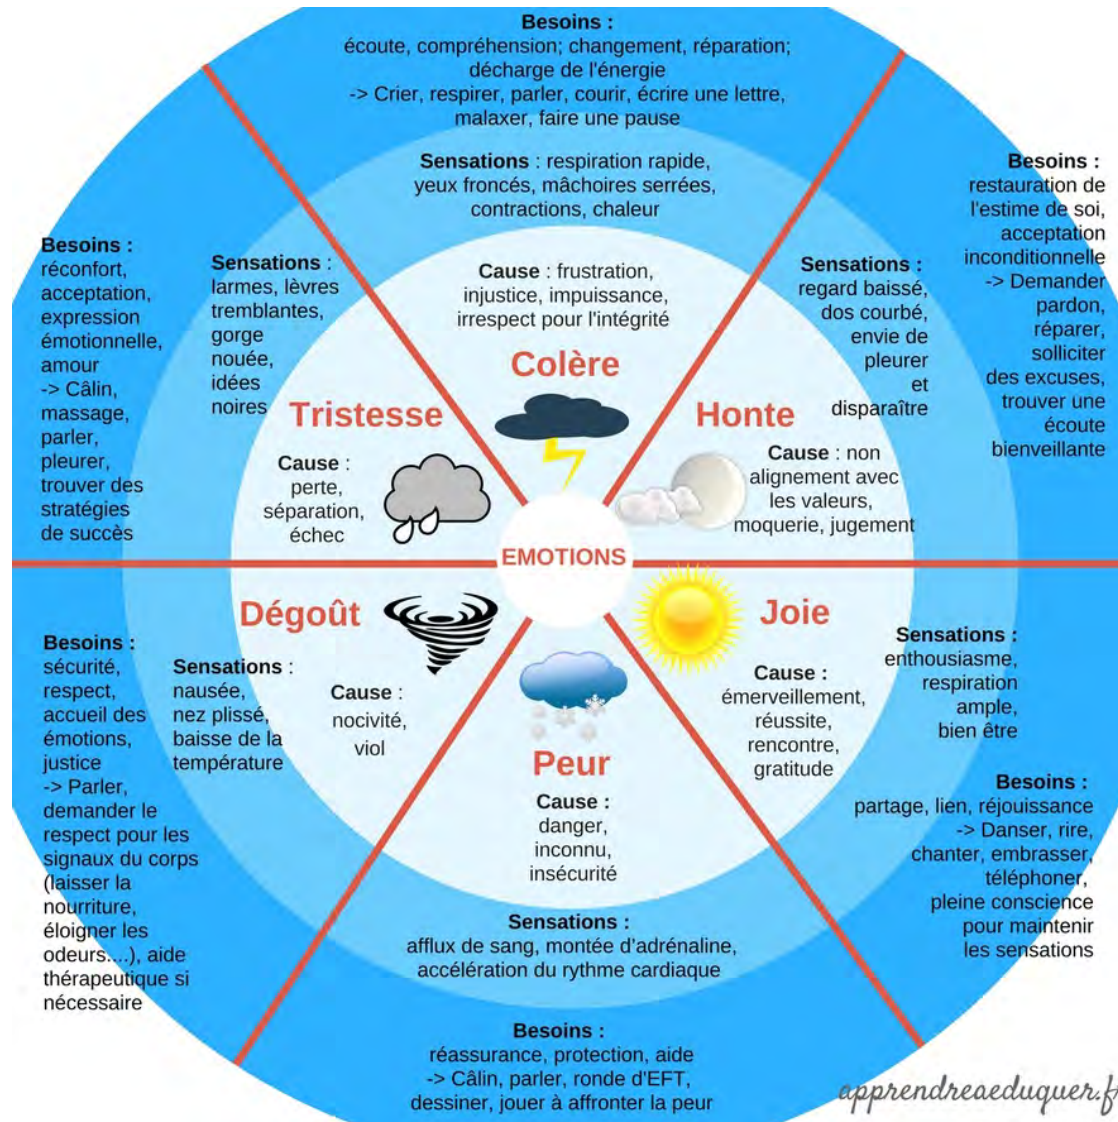 Besoins :
écoute, compréhension; changement, réparation;
décharge de l'énergie
-> Crier, respirer, parler, courir, écrire une lettre,
malaxer, faire une pause
Sensations : respiration rapide,
yeux froncés, mâchoires serrées,
contractions, chaleur
Cause : frustration,
injustice, impuissance,
irrespect pour l'intégrité
Colère
Besoins :
restauration de
l'estime de soi,
acceptation
inconditionnelle
-> Demander
pardon,
réparer,
solliciter
des excuses,
trouver une
écoute
bienveillante
Sensations :
regard baissé,
dos courbé,
envie de
pleurer
et
disparaître
Honte
Cause : non
alignement avec
les valeurs,
moquerie, jugement
Besoins :
réconfort,
acceptation,
expression
émotionnelle,
amour
-> Câlin,
massage,
parler,
pleurer,
trouver des
stratégies
de succès
Sensations :
larmes, lèvres
tremblantes,
gorge
nouée,
idées
noires
Tristesse
Cause :
perte,
séparation,
échec
EMOTIONS
Dégoût
Besoins :
sécurité,
respect,
accueil des
émotions,
justice
-> Parler,
demander le
respect pour les
signaux du corps
(laisser la
nourriture,
éloigner les
odeurs....), aide
thérapeutique si
nécessaire
Sensations :
nausée,
nez plissé,
baisse de la
température
Cause :
nocivité,
viol
Peur
Cause :
danger,
inconnu,
insécurité
Sensations :
afflux de sang, montée d'adrénaline,
accélération du rythme cardiaque
Besoins :
réassurance, protection, aide
-> Câlin, parler, ronde d'EFT,
dessiner, jouer à affronter la peur
Joie
Cause :
émerveillement,
réussite,
rencontre,
gratitude
Sensations :
enthousiasme,
respiration
ample,
bien être
Besoins :
partage, lien, réjouissance
-> Danser, rire,
chanter, embrasser,
téléphoner,
pleine conscience
pour maintenir
les sensations
apprendreaeduquer.f